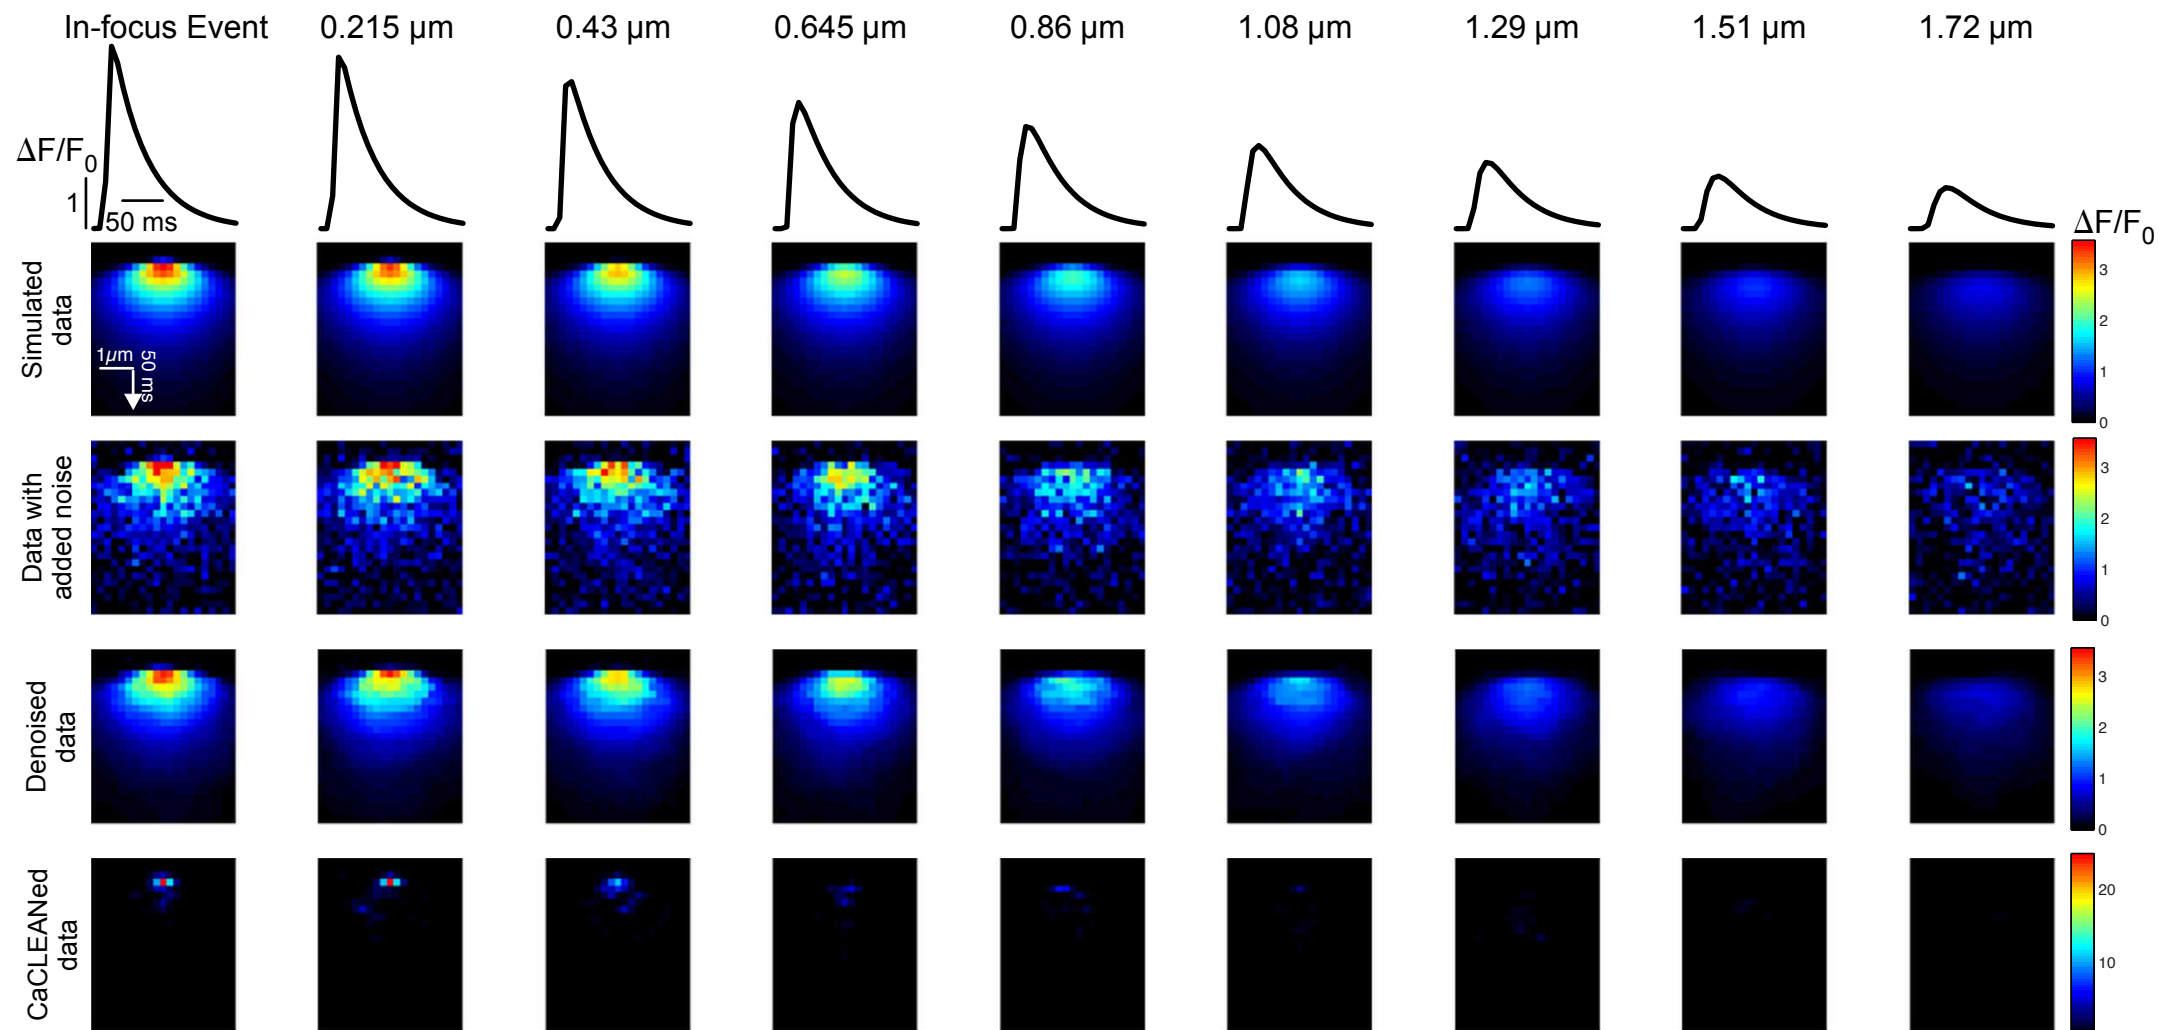 In-focus Event 0.215 µm 0.43 µm 0.645 µm 0.86 µm 1.08 µm 1.29 µm 1.51 µm 1.72 µm
ΔF/F0
1
50 ms
ΔF/F0
Simulated
data
1µm
50 ms
3
2
1
0
Data with
added noise
3
2
1
0
Denoised
data
3
2
1
0
CaCLEANed
data
20
10